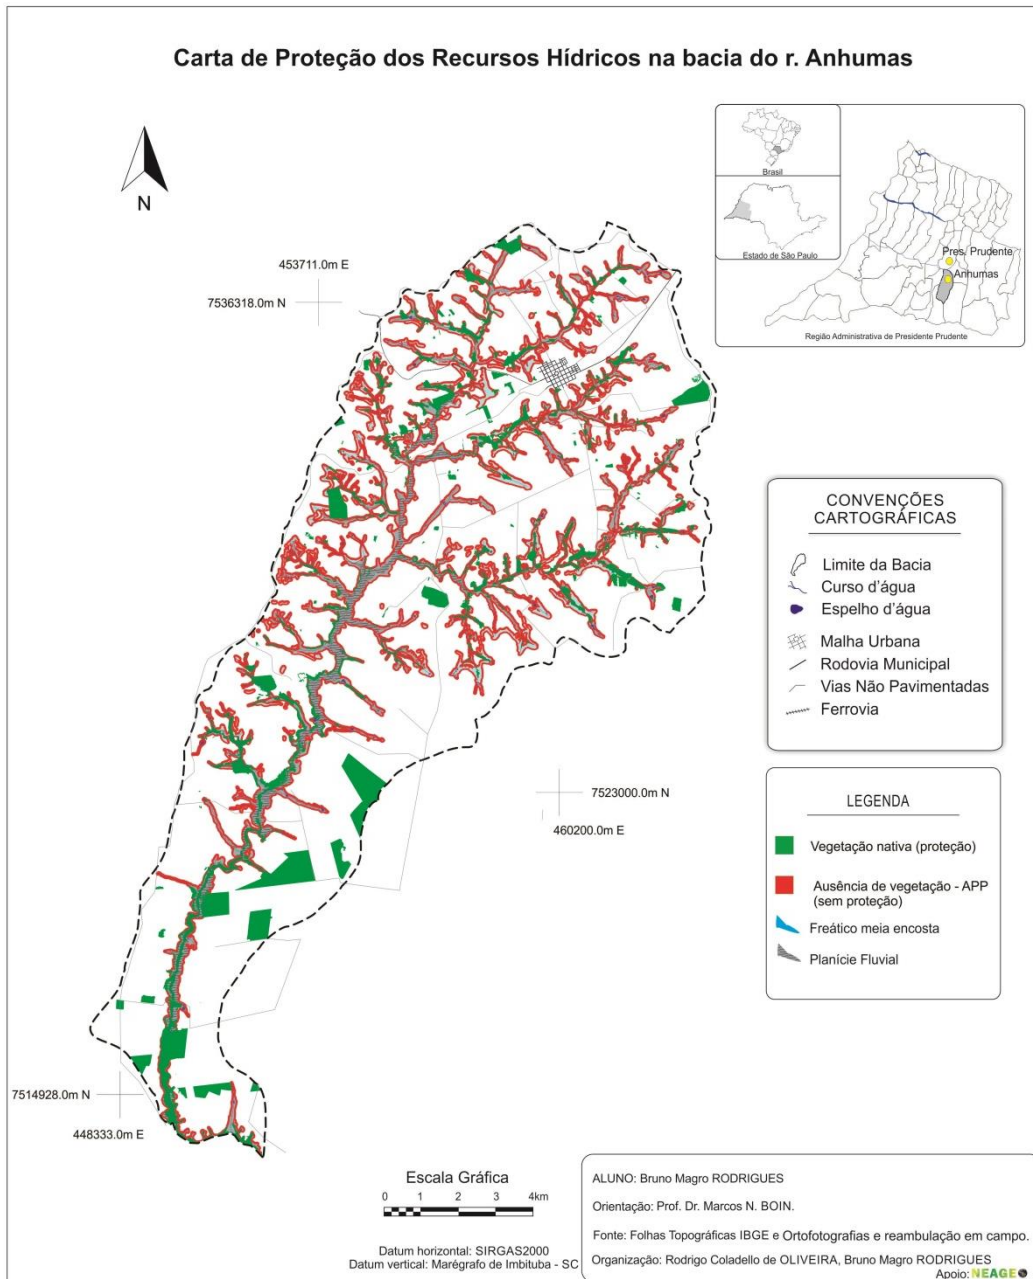 Carta de Proteção dos Recursos Hídricos na bacia do r. Anhumas
N
Brasil
Estado de São Paulo
Pres. Prudente
Anhumas
Região Administrativa de Presidente Prudente
453711.0m E
7536318.0m N
CONVENÇÕES
CARTOGRÁFICAS
Limite da Bacia
Curso d'água
Espelho d'água
Malha Urbana
Rodovia Municipal
Vias Não Pavimentadas
Ferrovia
7523000.0m N
460200.0m E
LEGENDA
Vegetação nativa (proteção)
Ausência de vegetação - APP
(sem proteção)
Freático meia encosta
Planície Fluvial
7514928.0m N
448333.0m E
Escala Gráfica
0 1 2 3 4km
Datum horizontal: SIRGAS2000
Datum vertical: Marégrafo de Imbituba - SC
ALUNO: Bruno Magro RODRIGUES
Orientação: Prof. Dr. Marcos N. BOIN.
Fonte: Folhas Topográficas IBGE e Ortofotografias e reambulação em campo.
Organização: Rodrigo Coladello de OLIVEIRA, Bruno Magro RODRIGUES
Apoio: NEAGEO